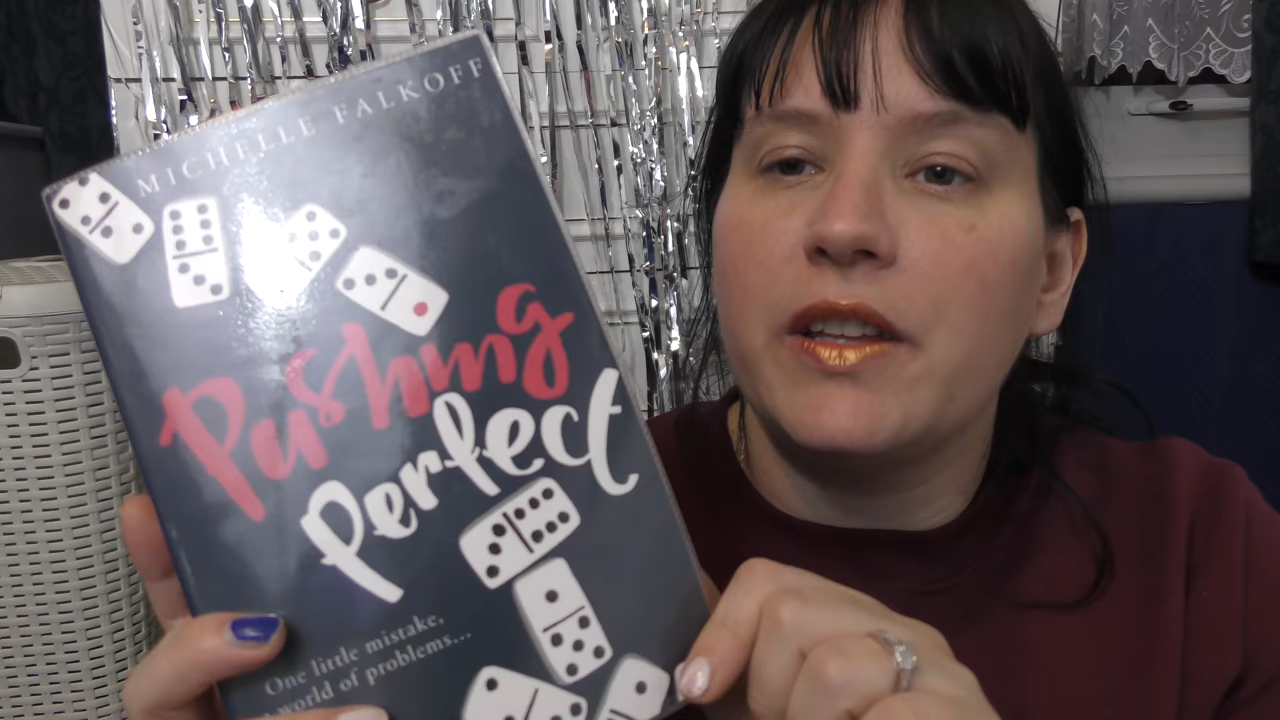 MICHELLE FALKOFF
Pushing
Perfect
One little mistake,
world of problems...